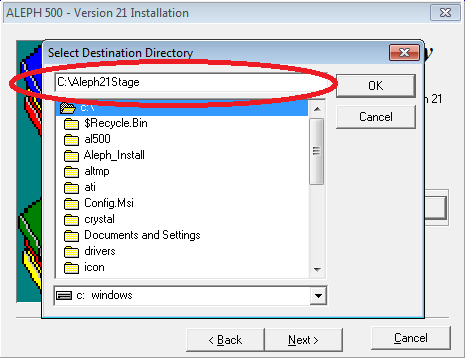 ALEPH 500 - Version 21 Installation
Select Destination Directory
C:\Aleph21Stage
OK
Cancel
c:\
$Recycle.Bin
al500
Aleph_Install
altmp
ati
Config.Msi
crystal
Documents and Settings
drivers
icon
c: windows
y
21
< Back
Next >
Cancel